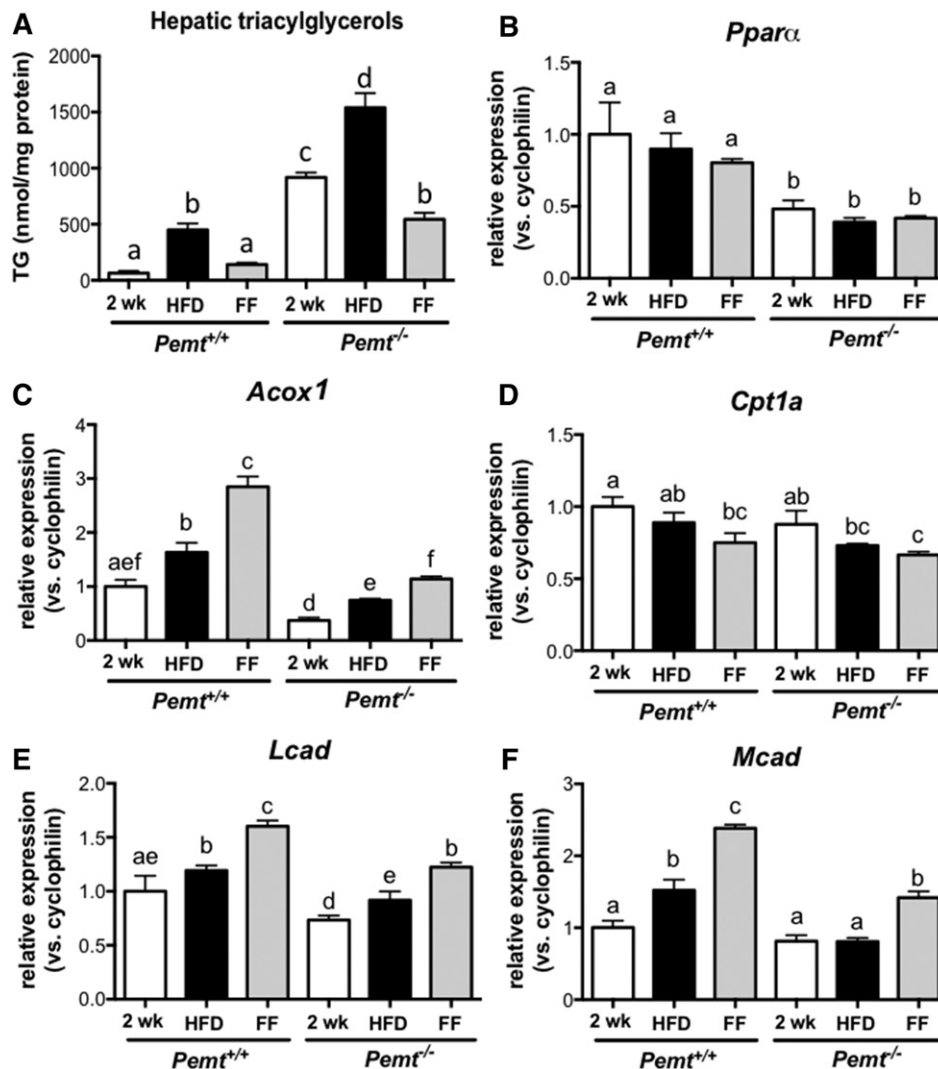 A
Hepatic triacylglycerols
TG (nmol/mg protein)
2000
1500
1000
500
0
a
b
a
c
d
b
2 wk HFD FF 2 wk HFD FF
Pemt+/+ Pemt-/-
B
Pparα
relative expression
(vs. cyclophilin)
1.5
1.0
0.5
0.0
a
a
a
b
b
b
2 wk HFD FF 2 wk HFD FF
Pemt+/+ Pemt-/-
C
Acox1
relative expression
(vs. cyclophilin)
4
3
2
1
0
aef
b
c
d
e
f
2 wk HFD FF 2 wk HFD FF
Pemt+/+ Pemt-/-
D
Cpt1a
relative expression
(vs. cyclophilin)
1.5
1.0
0.5
0.0
a
ab
bc
ab
bc
c
2 wk HFD FF 2 wk HFD FF
Pemt+/+ Pemt-/-
E
Lcad
relative expression
(vs. cyclophilin)
2.0
1.5
1.0
0.5
0.0
ae
b
c
d
e
b
2 wk HFD FF 2 wk HFD FF
Pemt+/+ Pemt-/-
F
Mcad
relative expression
(vs. cyclophilin)
3
2
1
0
a
b
c
a
a
b
2 wk HFD FF 2 wk HFD FF
Pemt+/+ Pemt-/-